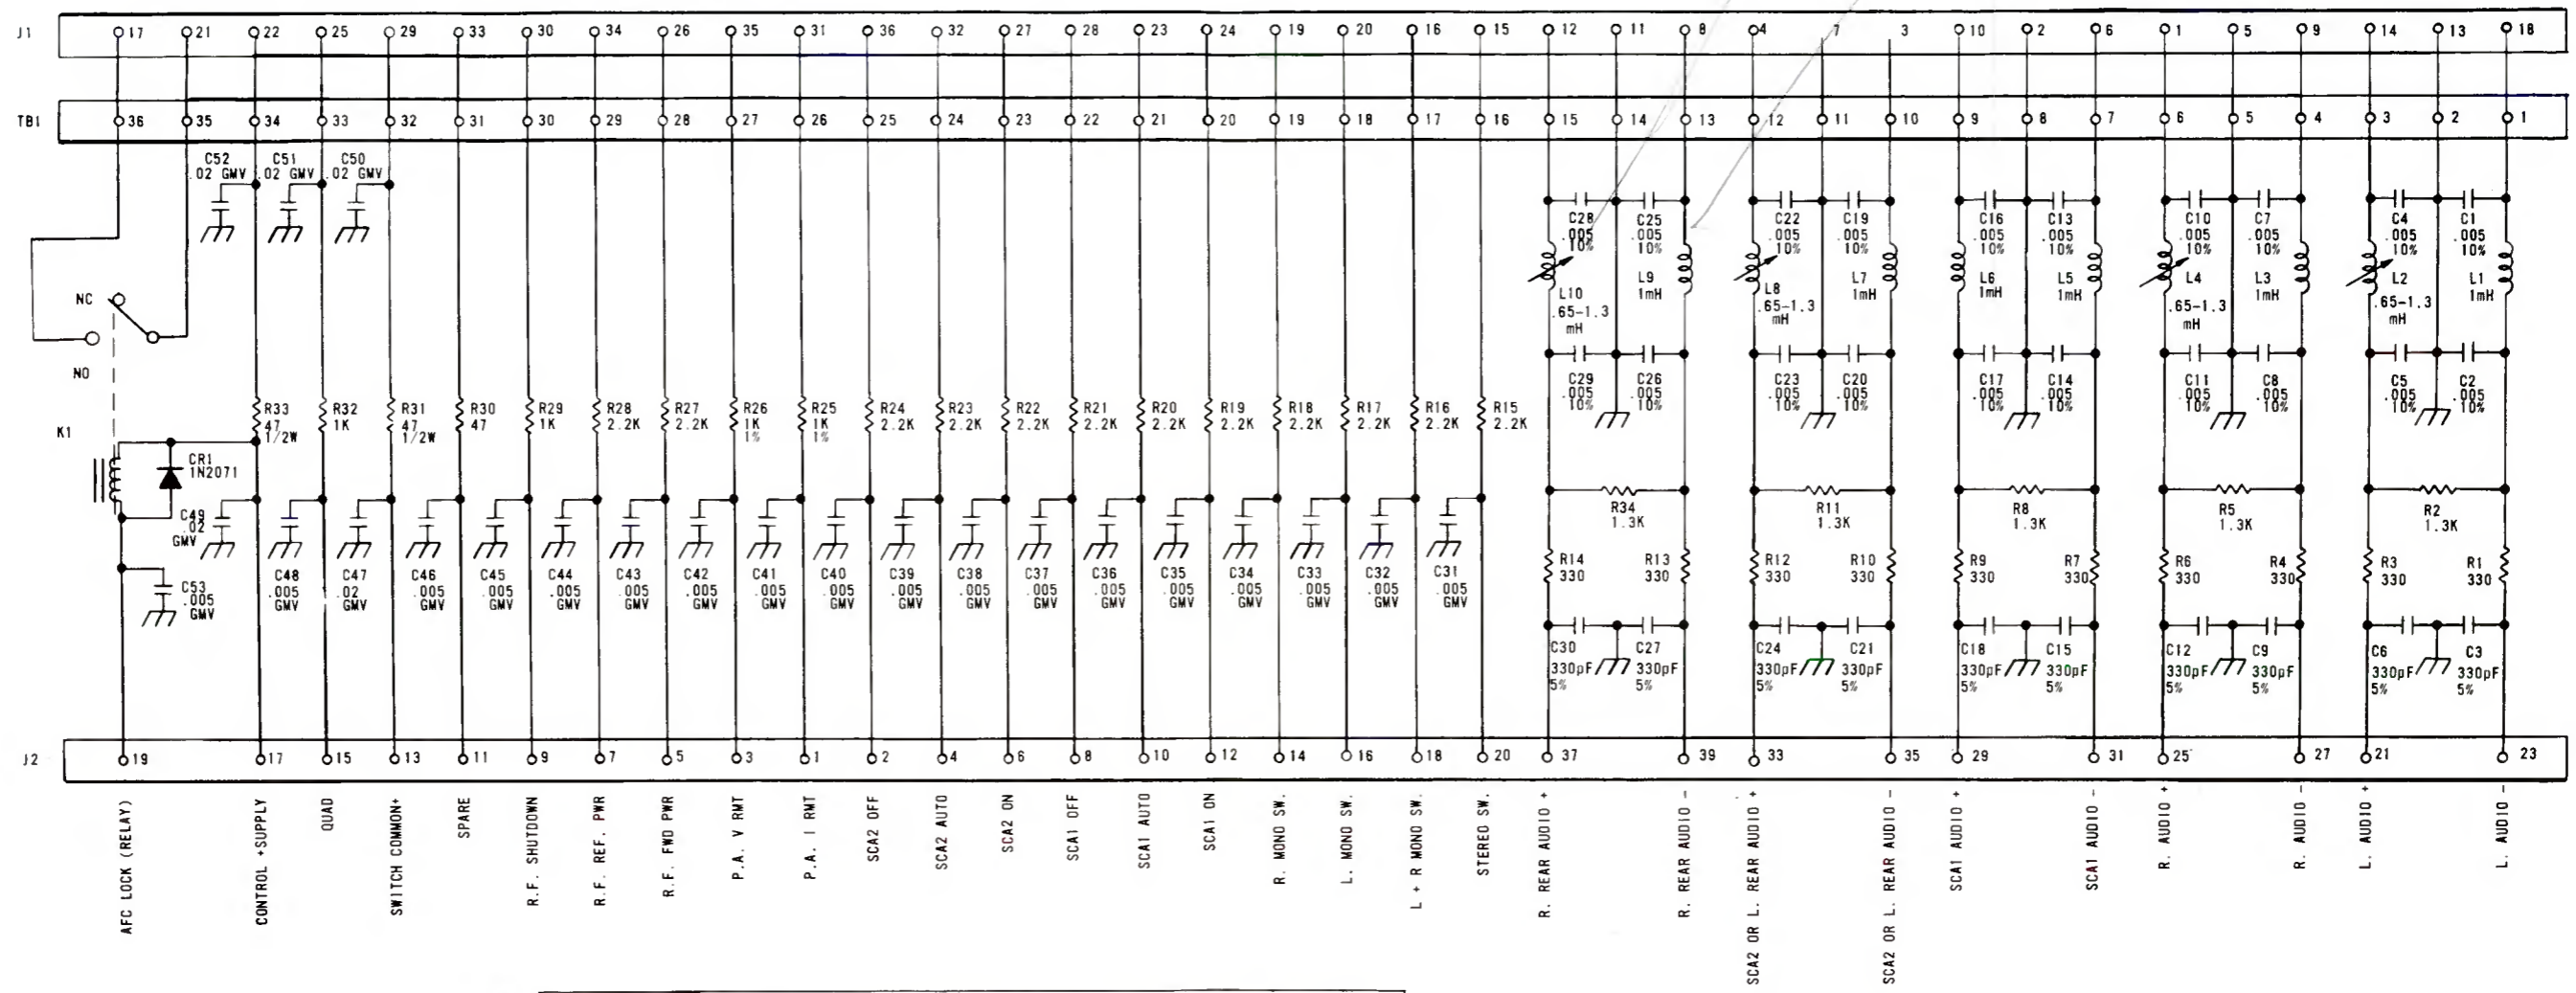 J1 17 21 22 25 29 33 30 34 26 35 31 36 32 27 28 23 24 19 20 16 15 12 11 8 4 7 3 10 2 6 1 5 9 14 13 18
TB1 36 35 34 33 32 31 30 29 28 27 26 25 24 23 22 21 20 19 18 17 16 15 14 13 12 11 10 9 8 7 6 5 4 3 2 1
C52 C51 C50
.02 GMV .02 GMV .02 GMV
C28 C25 C22 C19 C16 C13 C10 C7 C4 C1
.005 .005 .005 .005 .005 .005 .005 .005 .005 .005
10% 10% 10% 10% 10% 10% 10% 10% 10% 10%
L10 L9 L8 L7 L6 L5 L4 L3 L2 L1
.65-1.3 1mH .65-1.3 1mH 1mH 1mH .65-1.3 1mH .65-1.3 1mH
mH mH mH mH
NC
NO
C29 C26 C23 C20 C17 C14 C11 C8 C5 C2
.005 .005 .005 .005 .005 .005 .005 .005 .005 .005
10% 10% 10% 10% 10% 10% 10% 10% 10% 10%
K1
R33 R32 R31 R30 R29 R28 R27 R26 R25 R24 R23 R22 R21 R20 R19 R18 R17 R16 R15
47 1K 47 47 1K 2.2K 2.2K 1K 1K 2.2K 2.2K 2.2K 2.2K 2.2K 2.2K 2.2K 2.2K 2.2K 2.2K
1/2W 1/2W 1% 1%
CR1
1N2071
C49
.02
GMV
R34 R11 R8 R5 R2
1.3K 1.3K 1.3K 1.3K 1.3K
R14 R13 R12 R10 R9 R7 R6 R4 R3 R1
330 330 330 330 330 330 330 330 330 330
C53
.005
GMV
C48 C47 C46 C45 C44 C43 C42 C41 C40 C39 C38 C37 C36 C35 C34 C33 C32 C31
.005 .02 .005 .005 .005 .005 .005 .005 .005 .005 .005 .005 .005 .005 .005 .005 .005 .005
GMV GMV GMV GMV GMV GMV GMV GMV GMV GMV GMV GMV GMV GMV GMV GMV GMV GMV
C30 C27 C24 C21 C18 C15 C12 C9 C6 C3
330pF 330pF 330pF 330pF 330pF 330pF 330pF 330pF 330pF 330pF
5% 5% 5% 5% 5% 5% 5% 5% 5% 5%
J2 19 17 15 13 11 9 7 5 3 1 2 4 6 8 10 12 14 16 18 20 37 39 33 35 29 31 25 27 21 23
AFC LOCK (RELAY)
CONTROL +SUPPLY
QUAD
SWITCH COMMON+
SPARE
R.F. SHUTDOWN
R.F. REF. PWR
R.F. FWD PWR
P.A. V RMT
P.A. I RMT
SCA2 OFF
SCA2 AUTO
SCA2 ON
SCA1 OFF
SCA1 AUTO
SCA1 ON
R. MONO SW.
L. MONO SW.
L + R MONO SW.
STEREO SW.
R. REAR AUDIO +
R. REAR AUDIO -
SCA2 OR L. REAR AUDIO +
SCA2 OR L. REAR AUDIO -
SCA1 AUDIO +
SCA1 AUDIO -
R. AUDIO +
R. AUDIO -
L. AUDIO +
L. AUDIO -